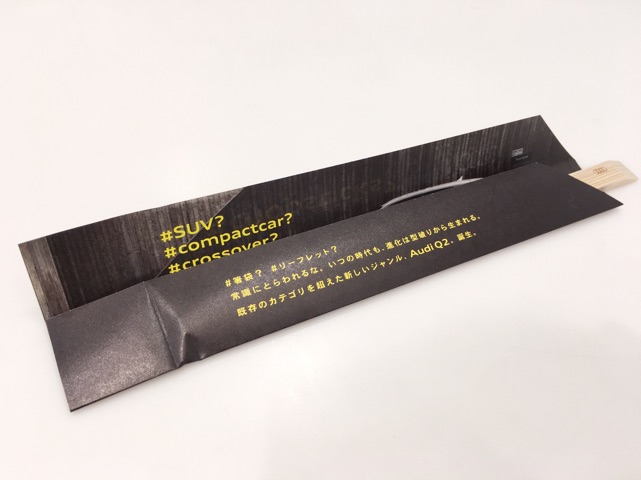 #SUV?
#compactcar?
#crossover?
#箸袋? #リーフレット?
常識にとらわれるな。いつの時代も、進化は型破りから生まれる。
既存のカテゴリを超えた新しいジャンル、Audi Q2、誕生。